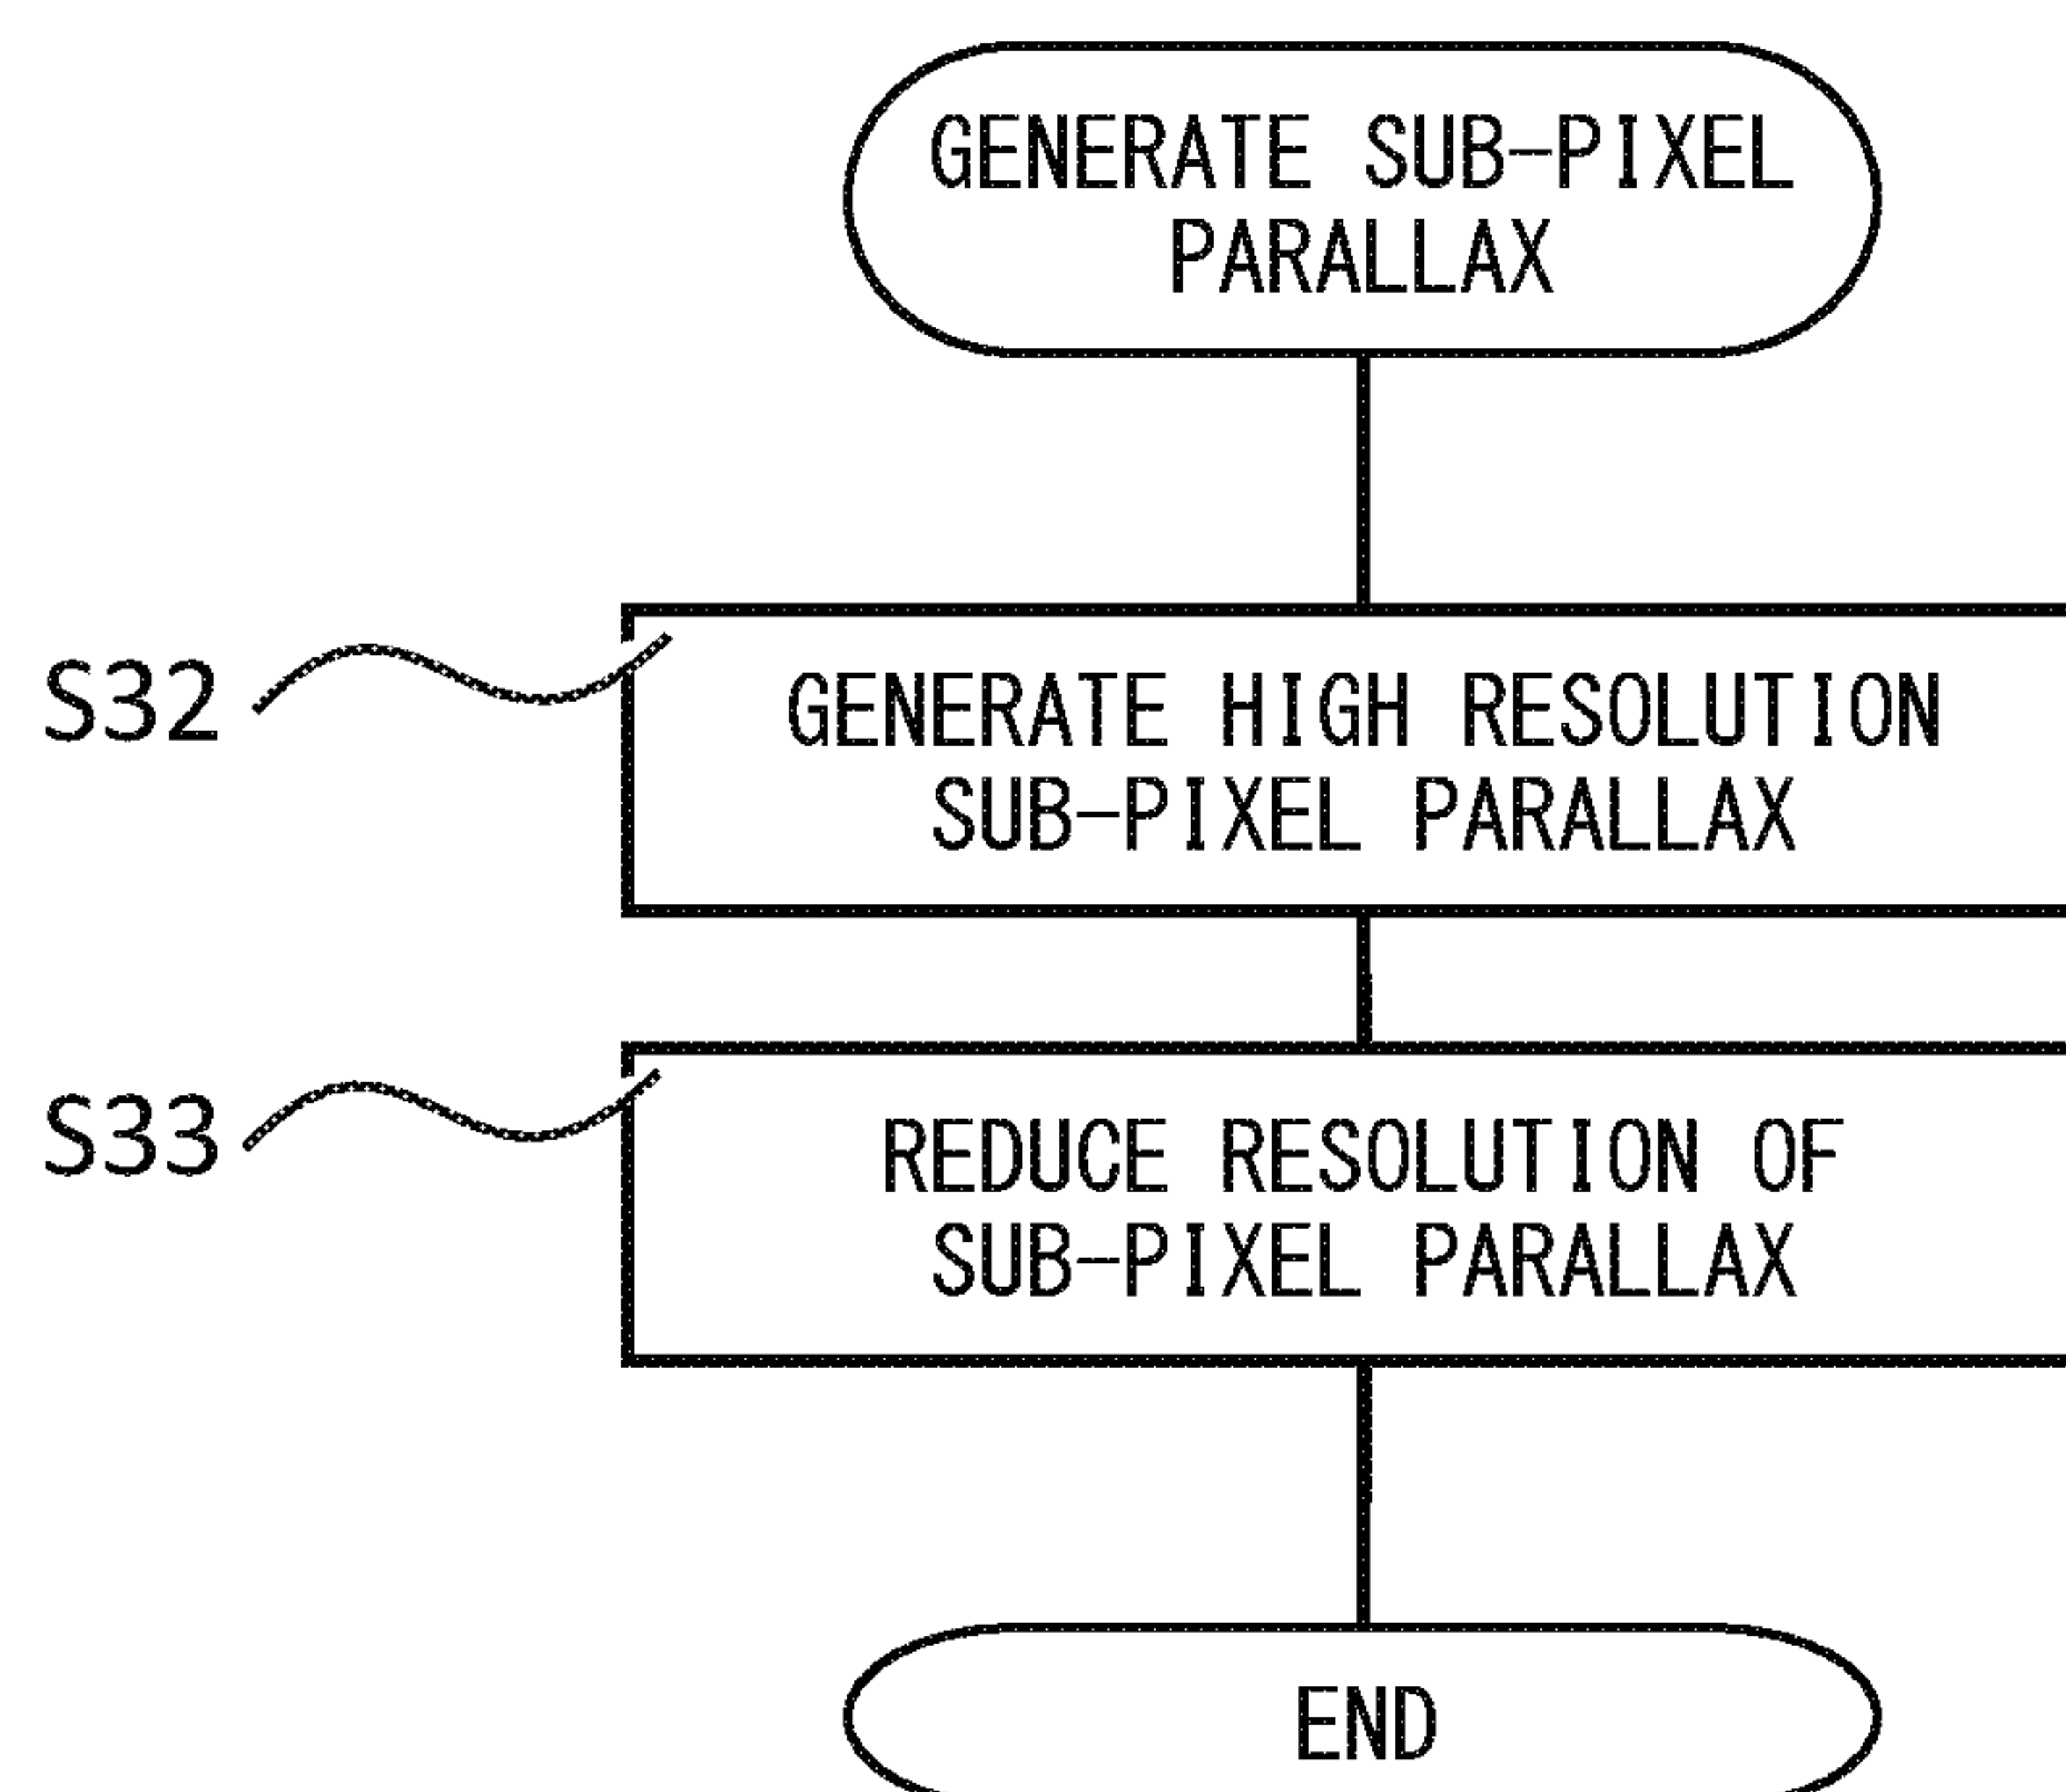 GENERATE SUB-PIXEL
PARALLAX
S32
GENERATE HIGH RESOLUTION
SUB-PIXEL PARALLAX
S33
REDUCE RESOLUTION OF
SUB-PIXEL PARALLAX
END